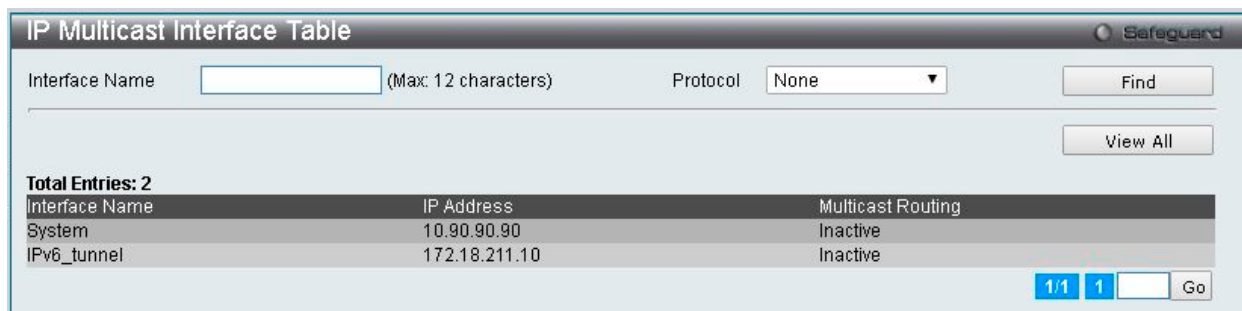 IP Multicast Interface Table Safeguard
Interface Name (Max: 12 characters) Protocol None Find
View All
Total Entries: 2
Interface Name IP Address Multicast Routing
System 10.90.90.90 Inactive
IPv6_tunnel 172.18.211.10 Inactive
1/1 1 Go